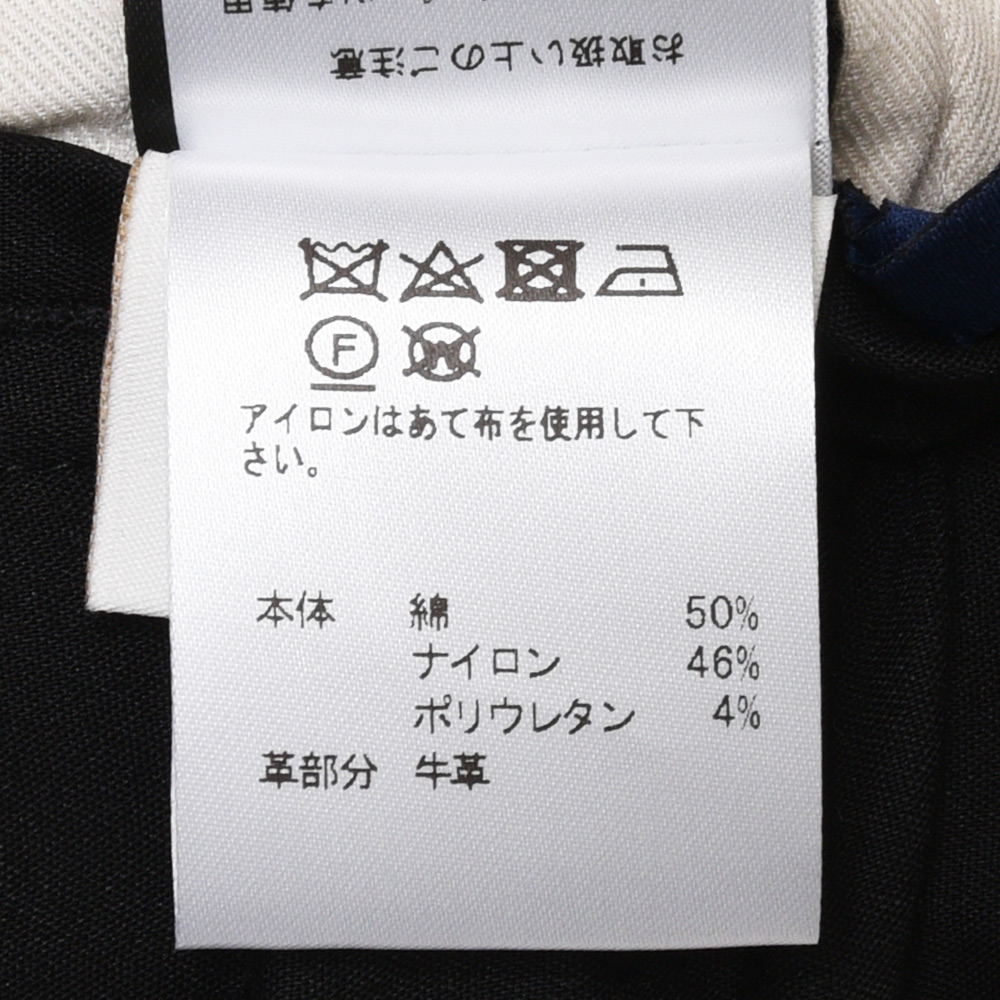 お取扱い上のご注意
F
W
アイロンはあて布を使用して下
さい。
本体 綿 50%
ナイロン 46%
ポリウレタン 4%
革部分 牛革